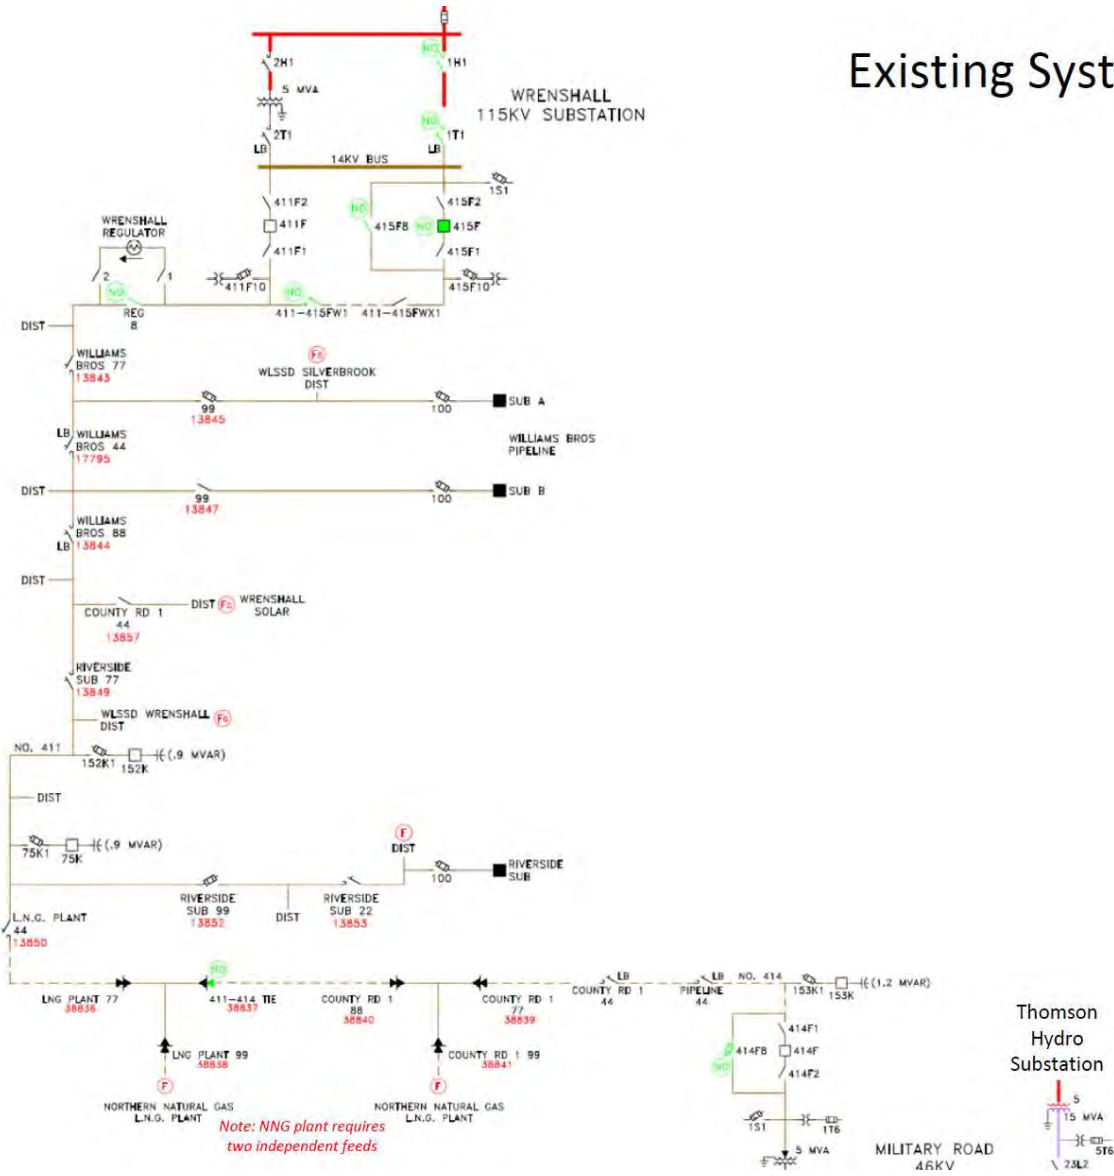 Existing Syst
NO
2H1
1H1
5 MVA
WRENSHALL
115KV SUBSTATION
NO
2T1
1T1
LB
LB
14KV BUS
1S1
411F2
415F2
NO
NO
411F
415F8
415F
WRENSHALL
REGULATOR
411F1
415F1
2
1
411F10
415F10
NO
NO
REG
8
411-415FW1
411-415FWX1
DIST
WILLIAMS
BROS 77
13843
FG
WLSSD SILVERBROOK
DIST
99
13845
100
SUB A
LB
WILLIAMS
BROS 44
17795
WILLIAMS BROS
PIPELINE
DIST
99
13847
100
SUB B
WILLIAMS
BROS 88
LB
13844
DIST
COUNTY RD 1
44
13857
DIST
FG
WRENSHALL
SOLAR
RIVERSIDE
SUB 77
13849
WLSSD WRENSHALL
DIST
FG
NO. 411
152K1
152K
(.9 MVAR)
DIST
75K1
75K
(.9 MVAR)
F
DIST
100
RIVERSIDE
SUB
RIVERSIDE
SUB 99
13852
DIST
RIVERSIDE
SUB 22
13853
L.N.G. PLANT
44
13850
NO
LNG PLANT 77
38836
411-414 TIE
38837
COUNTY RD 1
88
38840
COUNTY RD 1
77
38839
LB
COUNTY RD 1
44
LB
PIPELINE
44
NO. 414
153K1
153K
(1.2 MVAR)
LNG PLANT 99
38838
COUNTY RD 1 99
38841
F
F
NORTHERN NATURAL GAS
L.N.G. PLANT
NORTHERN NATURAL GAS
L.N.G. PLANT
Note: NNG plant requires
two independent feeds
414F1
414F8
414F
NO
414F2
1S1
1T6
5 MVA
MILITARY ROAD
46KV
Thomson
Hydro
Substation
5
15 MVA
5T6
23L2